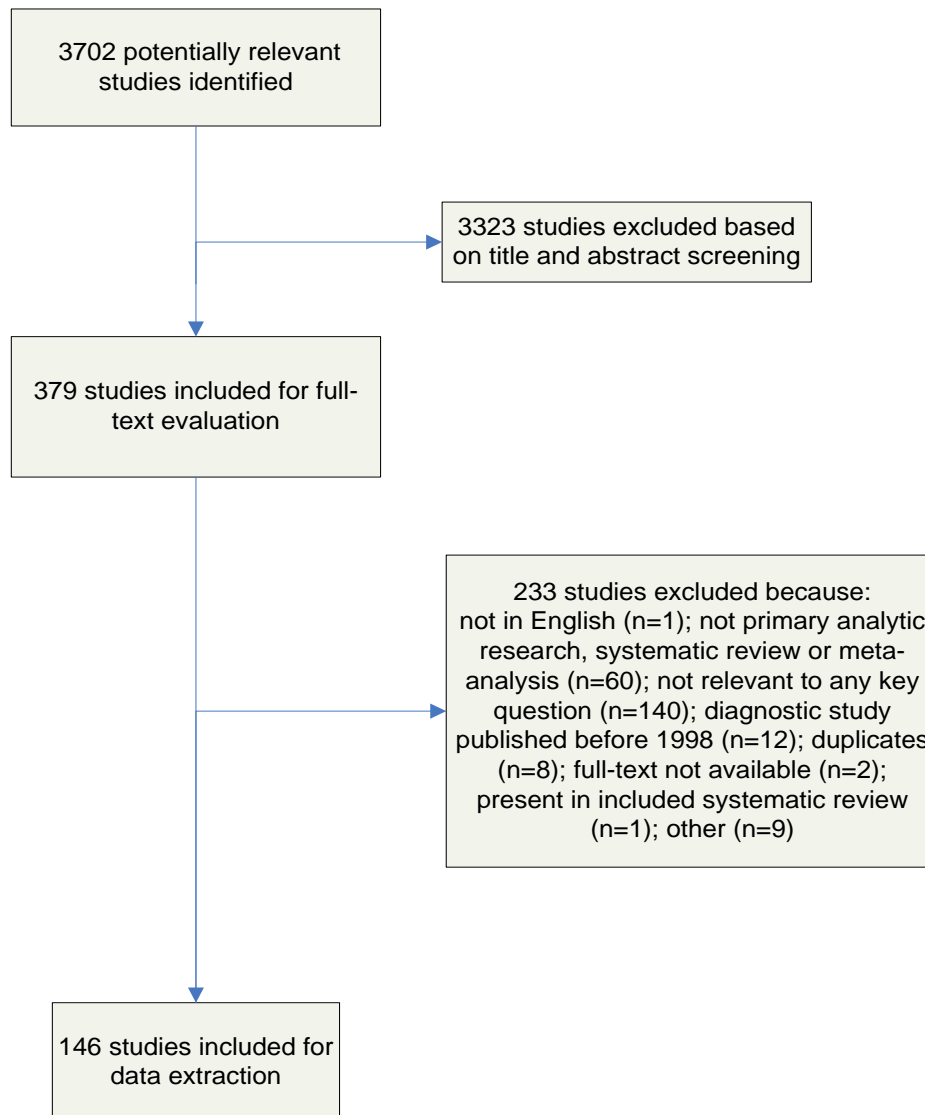 3702 potentially relevant
studies identified
3323 studies excluded based
on title and abstract screening
379 studies included for full-
text evaluation
233 studies excluded because:
not in English (n=1); not primary analytic
research, systematic review or meta-
analysis (n=60); not relevant to any key
question (n=140); diagnostic study
published before 1998 (n=12); duplicates
(n=8); full-text not available (n=2);
present in included systematic review
(n=1); other (n=9)
146 studies included for
data extraction